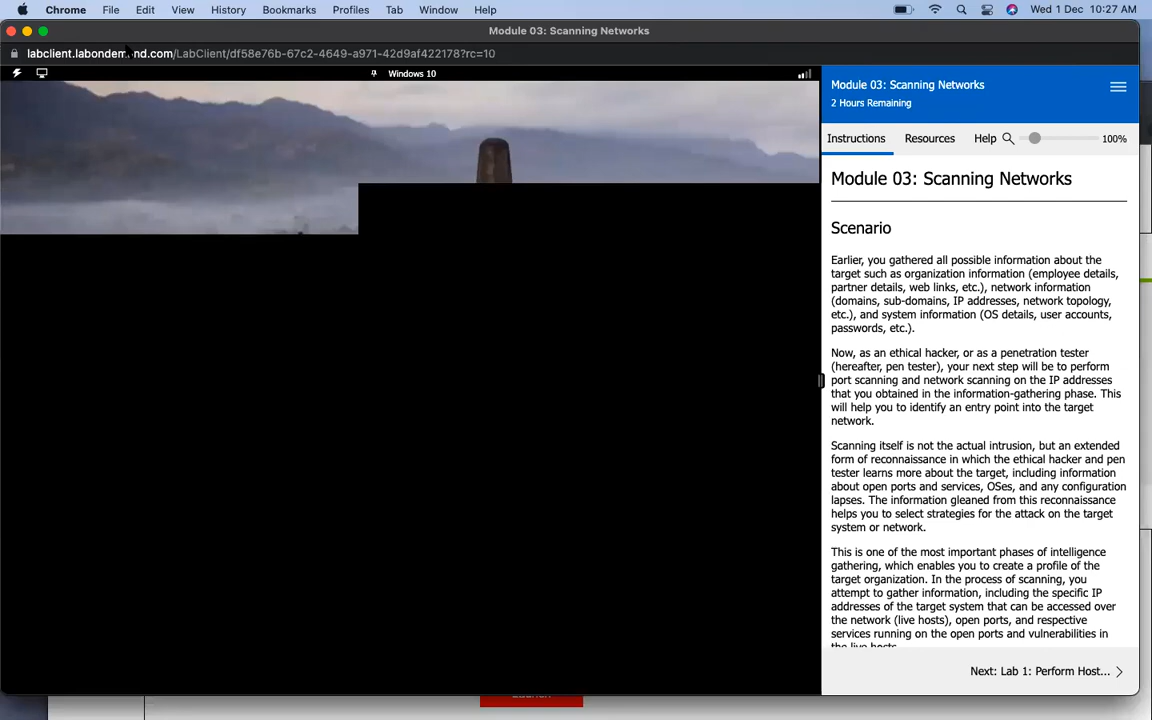 Chrome File Edit View History Bookmarks Profiles Tab Window Help Wed 1 Dec 10:27 AM
Module 03: Scanning Networks
labclient.labondemand.com/LabClient/df58e76b-67c2-4649-a971-42d9af422178?rc=10
Windows 10
Module 03: Scanning Networks
2 Hours Remaining
Instructions Resources Help 100%
Module 03: Scanning Networks
Scenario
Earlier, you gathered all possible information about the
target such as organization information (employee details,
partner details, web links, etc.), network information
(domains, sub-domains, IP addresses, network topology,
etc.), and system information (OS details, user accounts,
passwords, etc.).
Now, as an ethical hacker, or as a penetration tester
(hereafter, pen tester), your next step will be to perform
port scanning and network scanning on the IP addresses
that you obtained in the information-gathering phase. This
will help you to identify an entry point into the target
network.
Scanning itself is not the actual intrusion, but an extended
form of reconnaissance in which the ethical hacker and pen
tester learns more about the target, including information
about open ports and services, OSes, and any configuration
lapses. The information gleaned from this reconnaissance
helps you to select strategies for the attack on the target
system or network.
This is one of the most important phases of intelligence
gathering, which enables you to create a profile of the
target organization. In the process of scanning, you
attempt to gather information, including the specific IP
addresses of the target system that can be accessed over
the network (live hosts), open ports, and respective
services running on the open ports and vulnerabilities in
the live hosts.
Next: Lab 1: Perform Host...